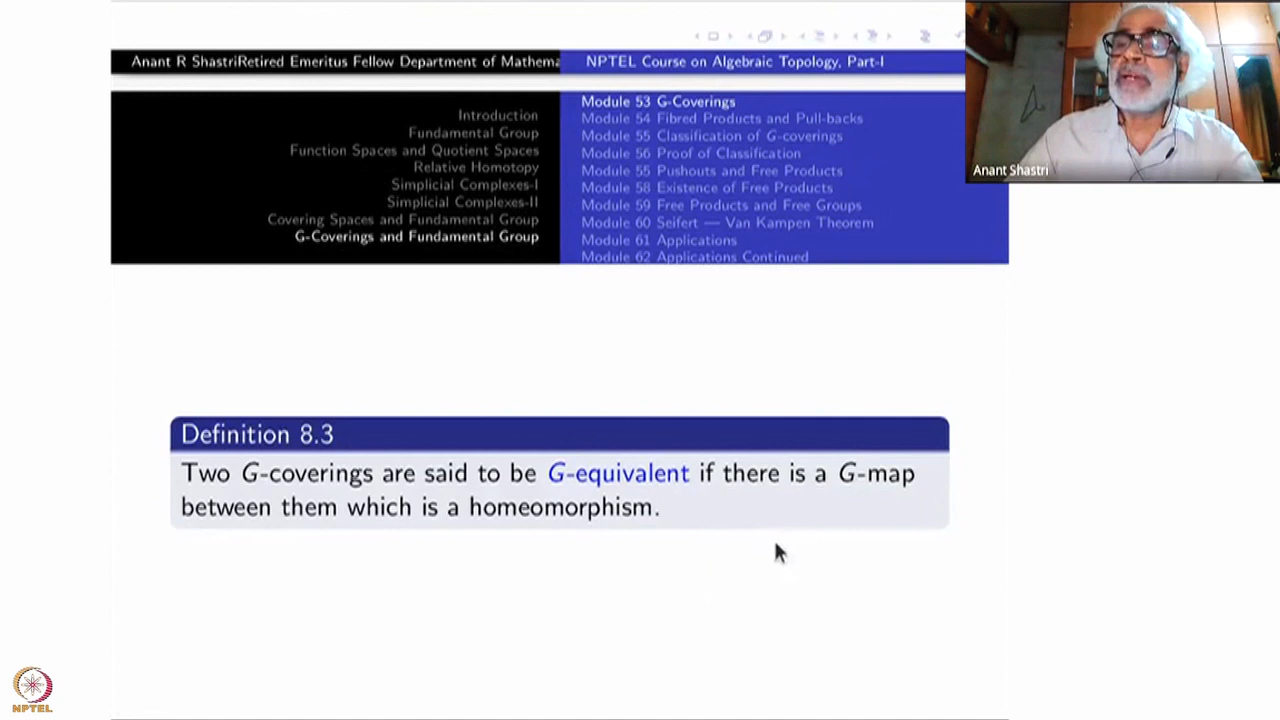 Anant R ShastriRetired Emeritus Fellow Department of Mathema
NPTEL Course on Algebraic Topology, Part-I
Introduction
Fundamental Group
Function Spaces and Quotient Spaces
Relative Homotopy
Simplicial Complexes-I
Simplicial Complexes-II
Covering Spaces and Fundamental Group
G-Coverings and Fundamental Group
Module 53 G-Coverings
Module 54 Fibred Products and Pull-backs
Module 55 Classification of G-coverings
Module 56 Proof of Classification
Module 55 Pushouts and Free Products
Module 58 Existence of Free Products
Module 59 Free Products and Free Groups
Module 60 Seifert — Van Kampen Theorem
Module 61 Applications
Module 62 Applications Continued
Anant Shastri
Definition 8.3
Two G-coverings are said to be G-equivalent if there is a G-map
between them which is a homeomorphism.
NPTEL